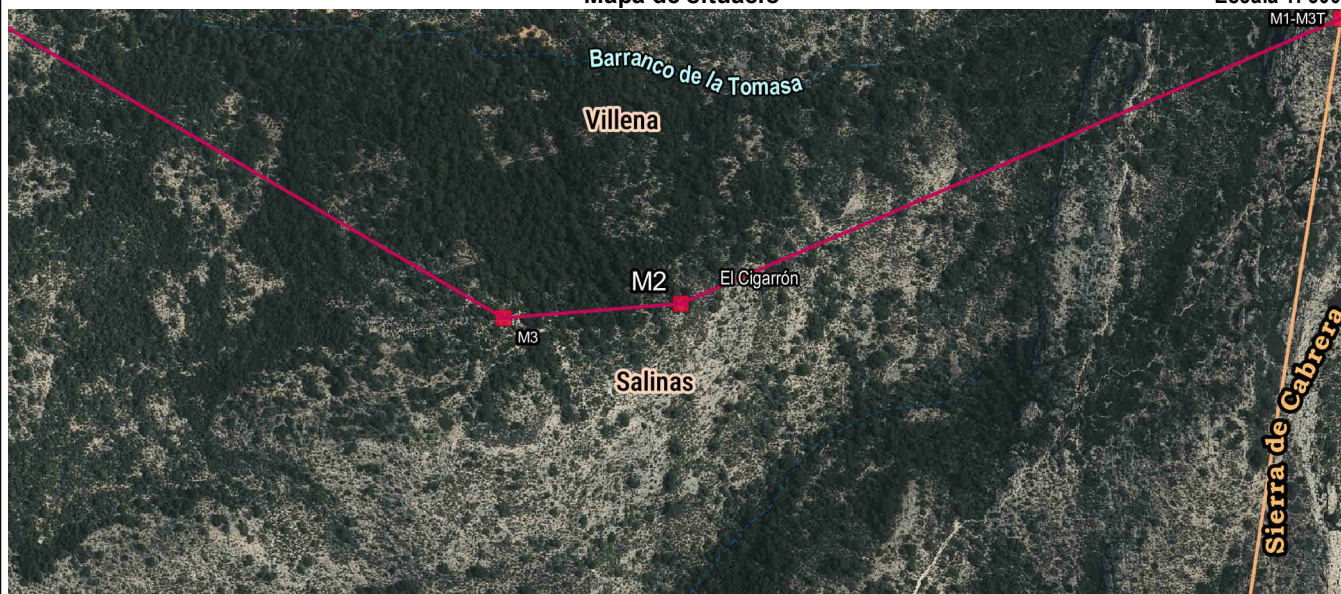 M1-M3T
Barranco de la Tomasa
Villena
M2
El Cigarrón
M3
Salinas
Sierra de Cabrera